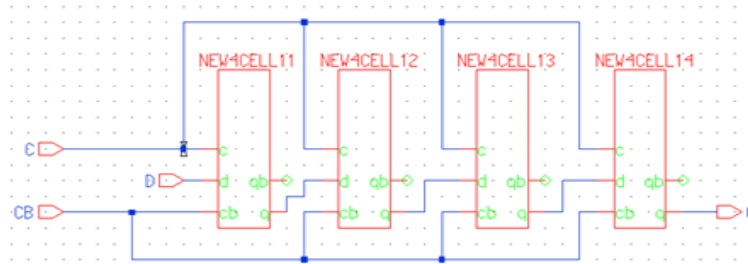 NEW4CELL11 NEW4CELL12 NEW4CELL13 NEW4CELL14
C c c c c
D d qb d qb d qb d qb
CB cb q cb q cb q cb q